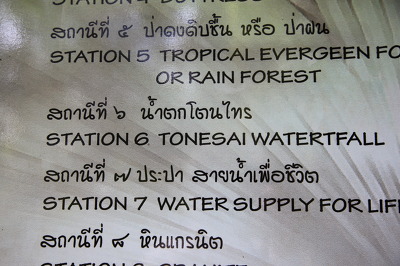 สถานีที่ ๕ ป่าดงดิบชื้น หรือ ป่าฝน
STATION 5 TROPICAL EVERGEEN FO
OR RAIN FOREST
สถานีที่ ๖ น้ำตกโตนไทร
STATION 6 TONESAI WATERTFALL
สถานีที่ ๗ ประปา สายน้ำเพื่อชีวิต
STATION 7 WATER SUPPLY FOR LIF
สถานีที่ ๘ หินแกรนิต